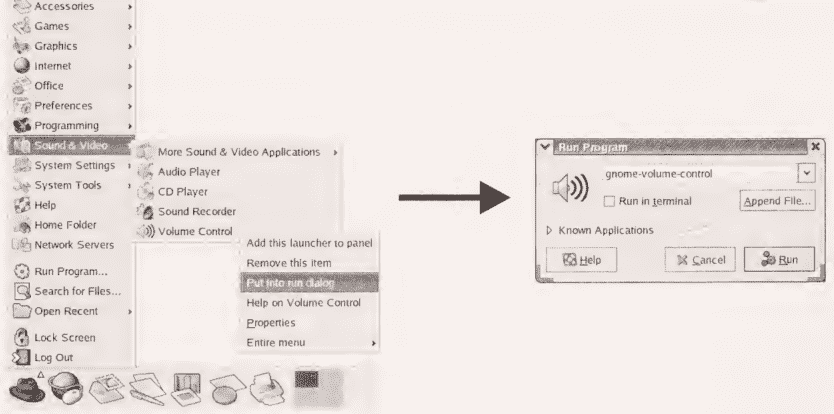 Accessories
Games
Graphics
Internet
Office
Preferences
Programming
Sound & Video
System Settings
System Tools
Help
Home Folder
Network Servers
Run Program...
Search for Files...
Open Recent
Lock Screen
Log Out
More Sound & Video Applications
Audio Player
CD Player
Sound Recorder
Volume Control
Add this launcher to panel
Remove this item
Put into run dialog
Help on Volume Control
Properties
Entire menu
Run Program
gnome-volume-control
Run in terminal
Append File...
Known Applications
Help
Cancel
Run